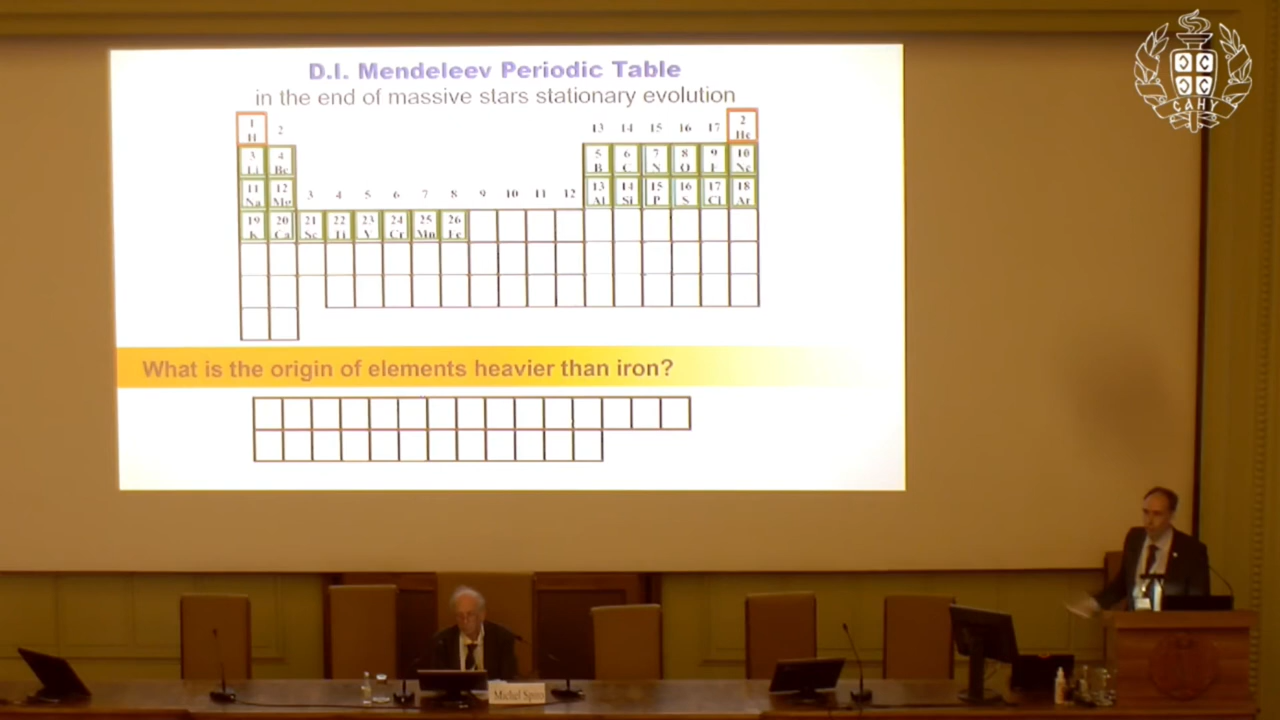 D.I. Mendeleev Periodic Table
in the end of massive stars stationary evolution
1 2 13 14 15 16 17 2
H He
3 4 5 6 7 8 9 10
Li Be B C N O F Ne
11 12 3 4 5 6 7 8 9 10 11 12 13 14 15 16 17 18
Na Mg Al Si P S Cl Ar
19 20 21 22 23 24 25 26
K Ca Sc Ti V Cr Mn Fe
What is the origin of elements heavier than iron?
САНУ
Michel Spiro